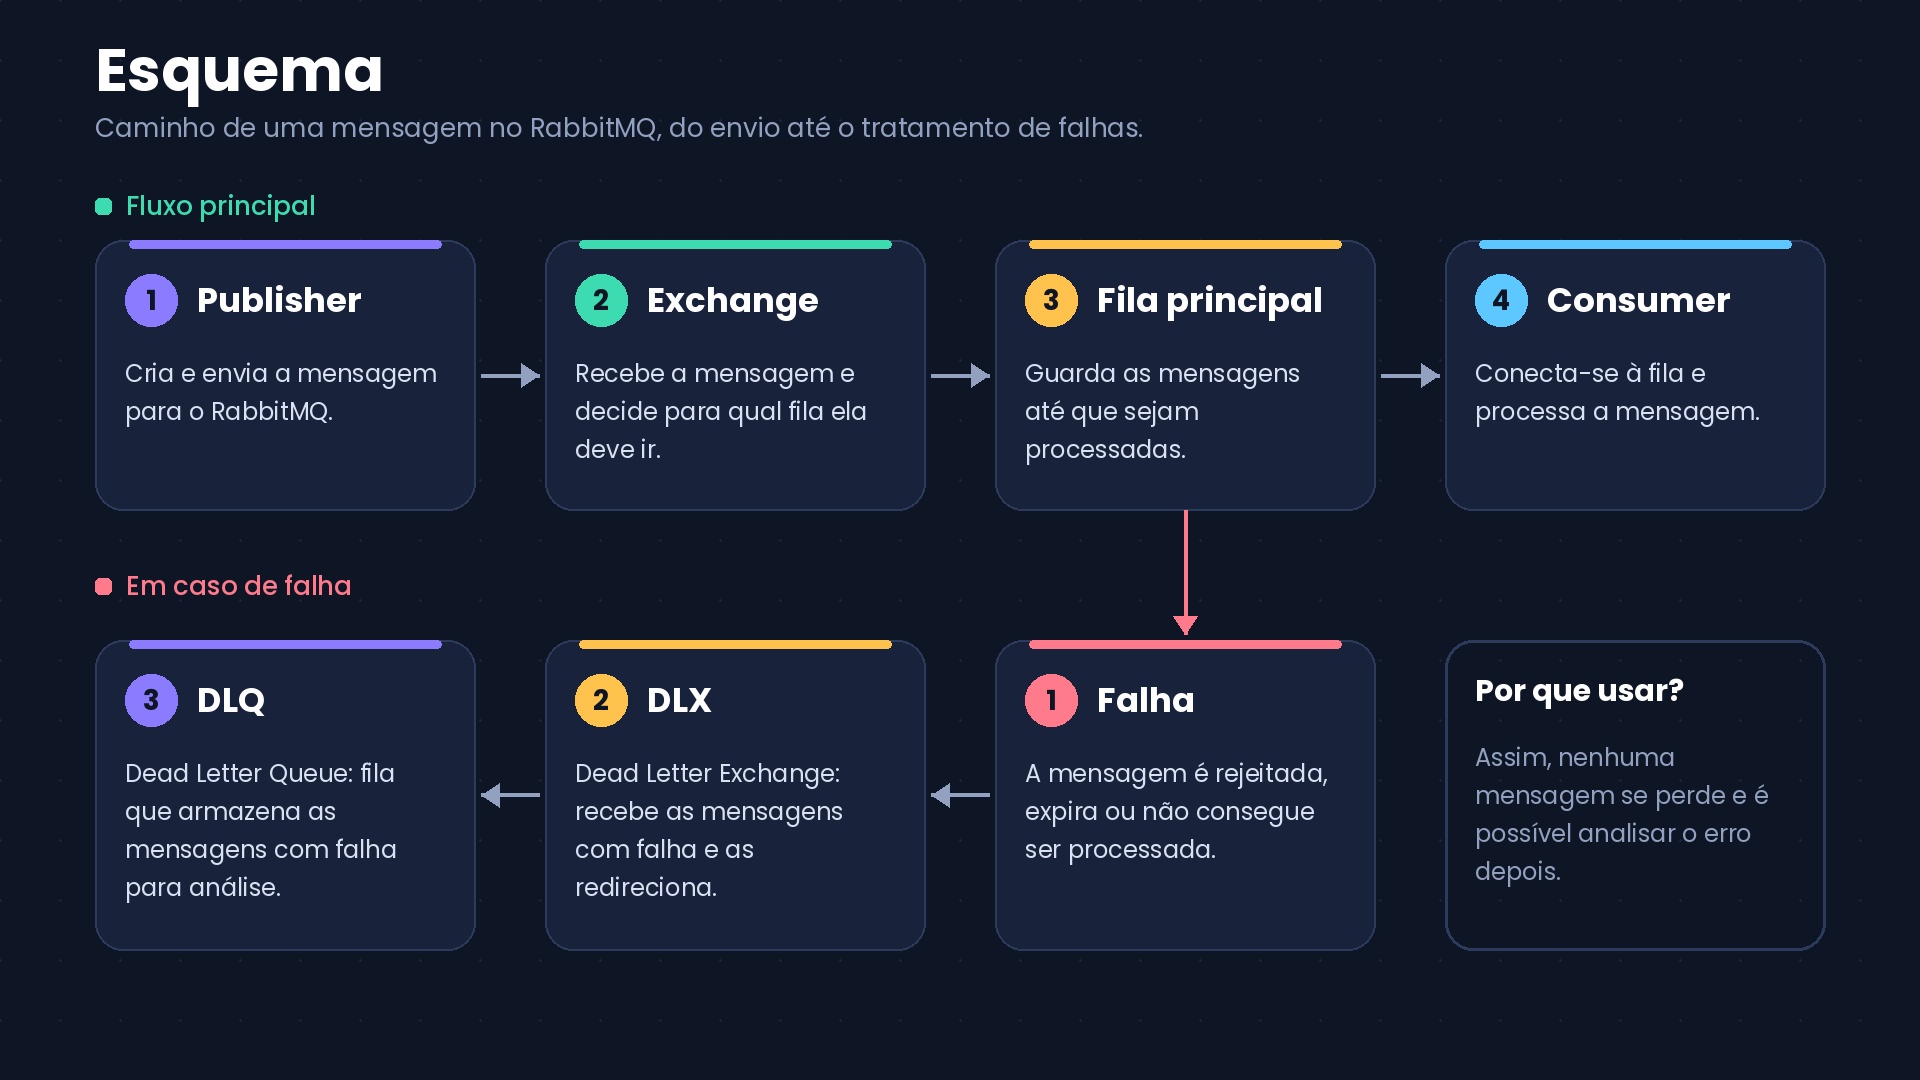 Esquema
Caminho de uma mensagem no RabbitMQ, do envio até o tratamento de falhas.
Fluxo principal
1 Publisher
Cria e envia a mensagem
para o RabbitMQ.
2 Exchange
Recebe a mensagem e
decide para qual fila ela
deve ir.
3 Fila principal
Guarda as mensagens
até que sejam
processadas.
4 Consumer
Conecta-se à fila e
processa a mensagem.
Em caso de falha
3 DLQ
Dead Letter Queue: fila
que armazena as
mensagens com falha
para análise.
2 DLX
Dead Letter Exchange:
recebe as mensagens
com falha e as
redireciona.
1 Falha
A mensagem é rejeitada,
expira ou não consegue
ser processada.
Por que usar?
Assim, nenhuma
mensagem se perde e é
possível analisar o erro
depois.